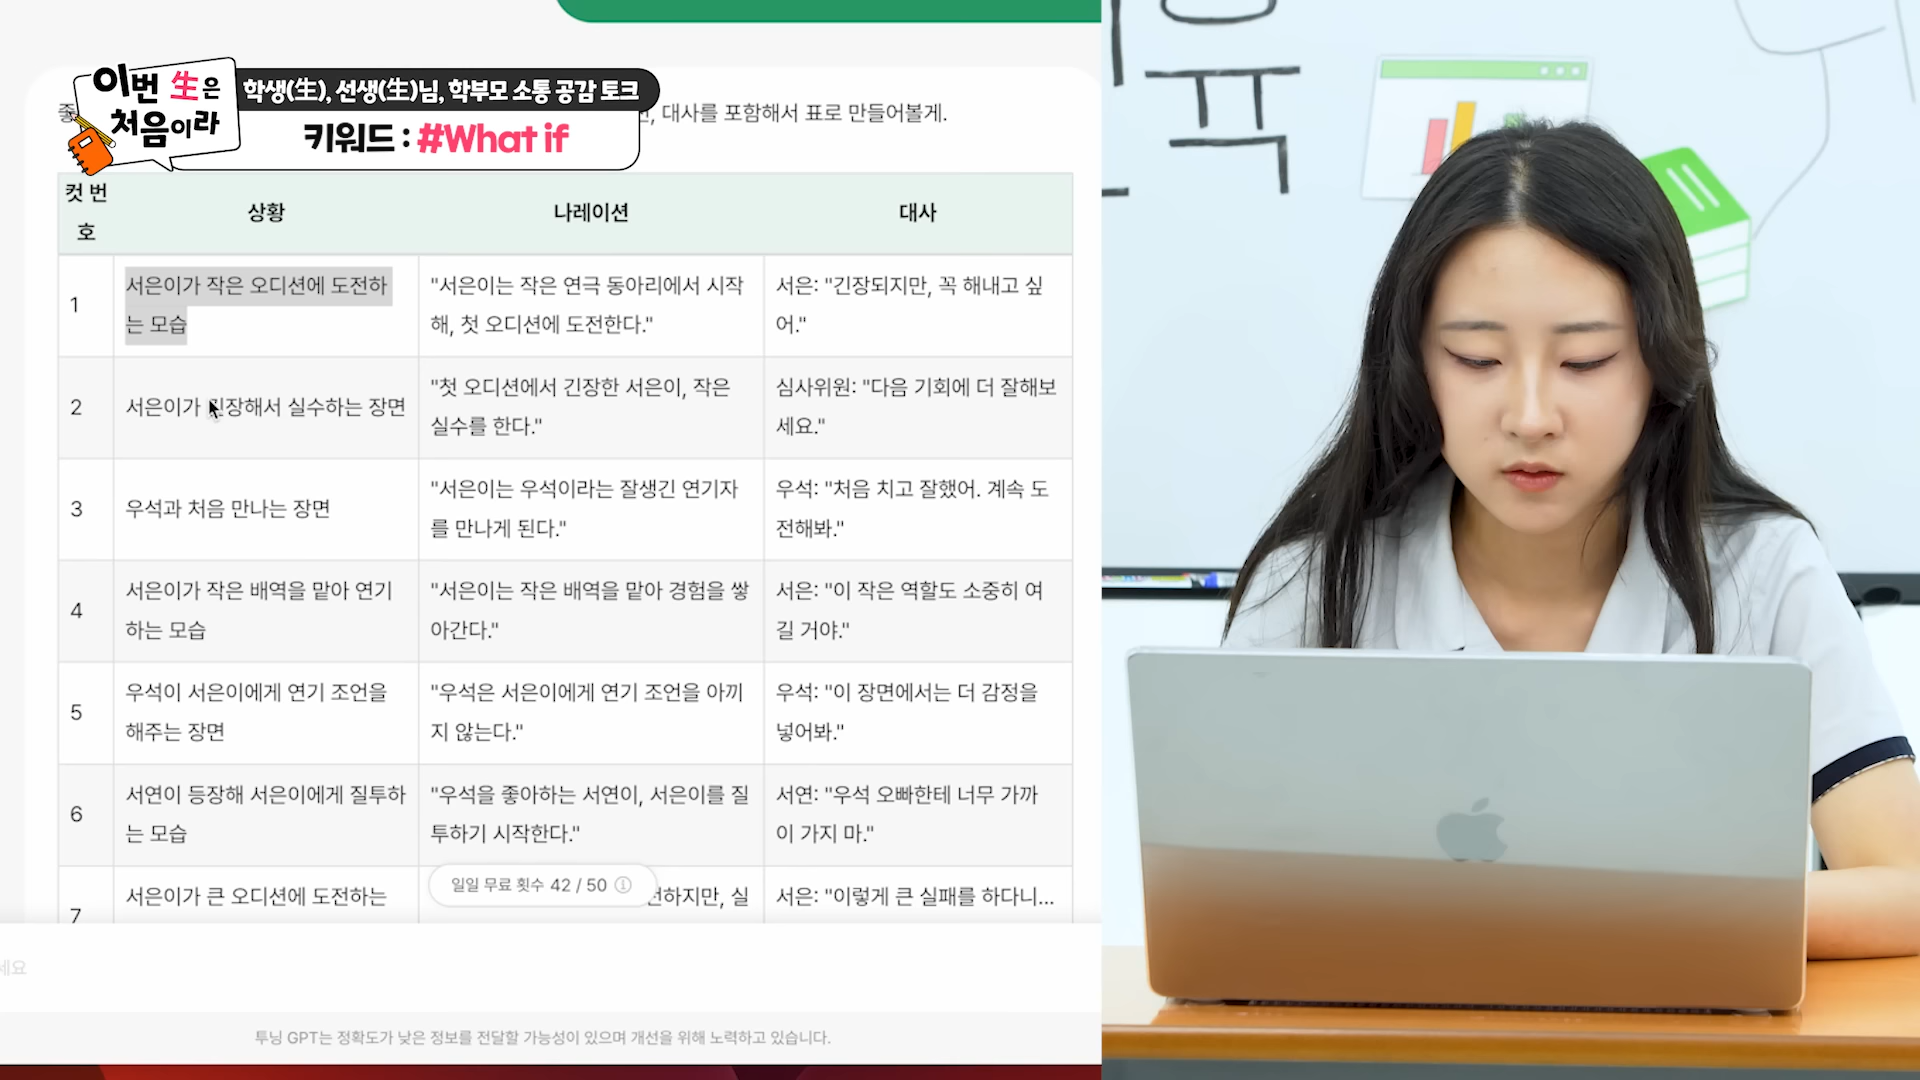 이번 生은
처음이라
학생(生), 선생(生)님, 학부모 소통 공감 토크
키워드 : #What if
대사를 포함해서 표로 만들어볼게.
컷 번호 상황 나레이션 대사
1
서은이가 작은 오디션에 도전하
는 모습
"서은이는 작은 연극 동아리에서 시작
해, 첫 오디션에 도전한다."
서은: "긴장되지만, 꼭 해내고 싶
어."
2
서은이가 긴장해서 실수하는 장면
"첫 오디션에서 긴장한 서은이, 작은
실수를 한다."
심사위원: "다음 기회에 더 잘해보
세요."
3
우석과 처음 만나는 장면
"서은이는 우석이라는 잘생긴 연기자
를 만나게 된다."
우석: "처음 치고 잘했어. 계속 도
전해봐."
4
서은이가 작은 배역을 맡아 연기
하는 모습
"서은이는 작은 배역을 맡아 경험을 쌓
아간다."
서은: "이 작은 역할도 소중히 여
길 거야."
5
우석이 서은이에게 연기 조언을
해주는 장면
"우석은 서은이에게 연기 조언을 아끼
지 않는다."
우석: "이 장면에서는 더 감정을
넣어봐."
6
서연이 등장해 서은이에게 질투하
는 모습
"우석을 좋아하는 서연이, 서은이를 질
투하기 시작한다."
서연: "우석 오빠한테 너무 가까
이 가지 마."
7
서은이가 큰 오디션에 도전하는
전하지만, 실
서은: "이렇게 큰 실패를 하다니...
일일 무료 횟수 42 / 50
세요
투닝 GPT는 정확도가 낮은 정보를 전달할 가능성이 있으며 개선을 위해 노력하고 있습니다.